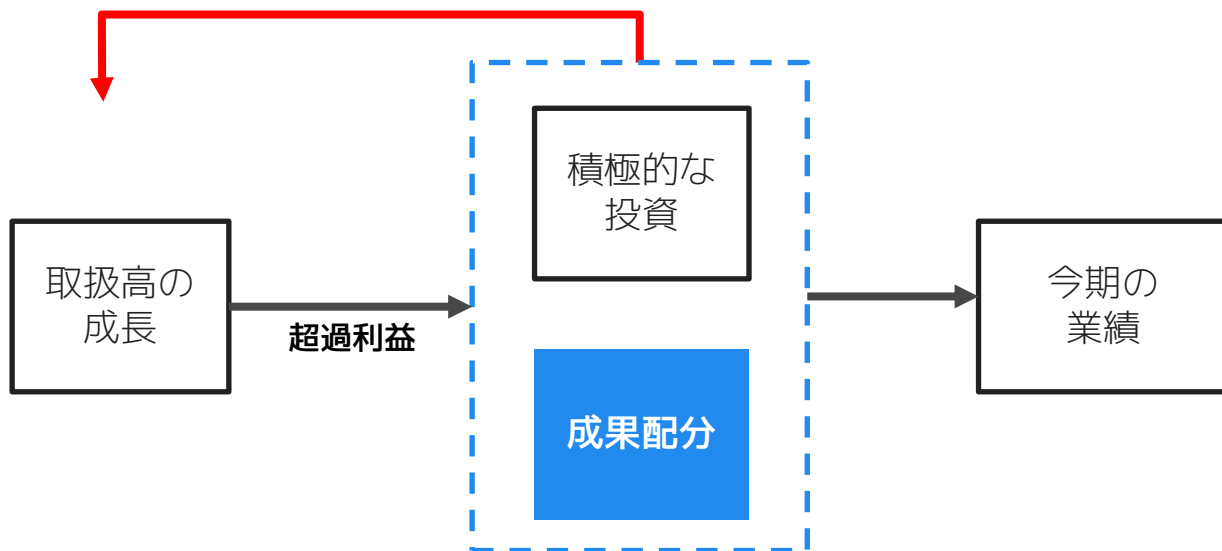 取扱高の
成長
超過利益
積極的な
投資
成果配分
今期の
業績